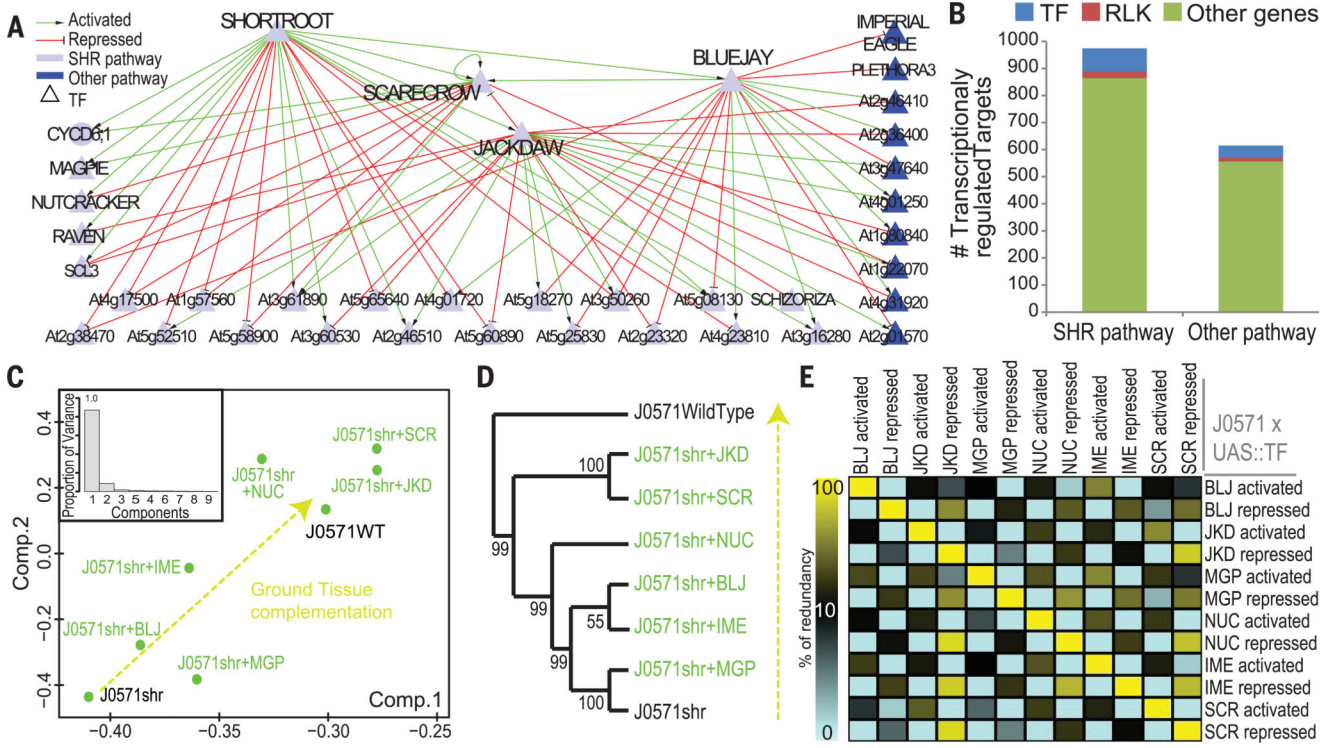 A
Activated
Repressed
SHR pathway
Other pathway
TF
SHORTROOT
SCARECROW
BLUEJAY
JACKDAW
CYCD6;1
MAGPIE
NUTCRACKER
RAVEN
SCL3
At4g17500 At1g57560 At3g61890 At5g65640 At4g01720 At5g18270 At3g50260 At5g08130 SCHIZORIZA
At2g38470 At5g52510 At5g58900 At3g60530 At2g46510 At5g60890 At5g25830 At2g23320 At4g23810 At3g16280
IMPERIAL
EAGLE
PLETHORA3
At2g46410
At2g36400
At3g47640
At4g01250
At1g80840
At1g22070
At4g31920
At2g01570
B
TF RLK Other genes
# Transcriptionaly
regulatedTargets
1000
900
800
700
600
500
400
300
200
100
0
SHR pathway Other pathway
C
Proportion of Variance
1.0
1 2 3 4 5 6 7 8 9
Components
Comp.2
0.4
0.2
0.0
−0.2
−0.4
J0571shr+SCR
J0571shr
+NUC
J0571shr+JKD
J0571WT
J0571shr+IME
Ground Tissue
complementation
J0571shr+BLJ
J0571shr+MGP
J0571shr
Comp.1
−0.40 −0.35 −0.30 −0.25
D
J0571WildType
J0571shr+JKD
J0571shr+SCR
J0571shr+NUC
J0571shr+BLJ
J0571shr+IME
J0571shr+MGP
J0571shr
100
99
99
55
99
100
E
BLJ activated
BLJ repressed
JKD activated
JKD repressed
MGP activated
MGP repressed
NUC activated
NUC repressed
IME activated
IME repressed
SCR activated
SCR repressed
J0571 x
UAS::TF
% of redundancy
100
10
0
BLJ activated
BLJ repressed
JKD activated
JKD repressed
MGP activated
MGP repressed
NUC activated
NUC repressed
IME activated
IME repressed
SCR activated
SCR repressed